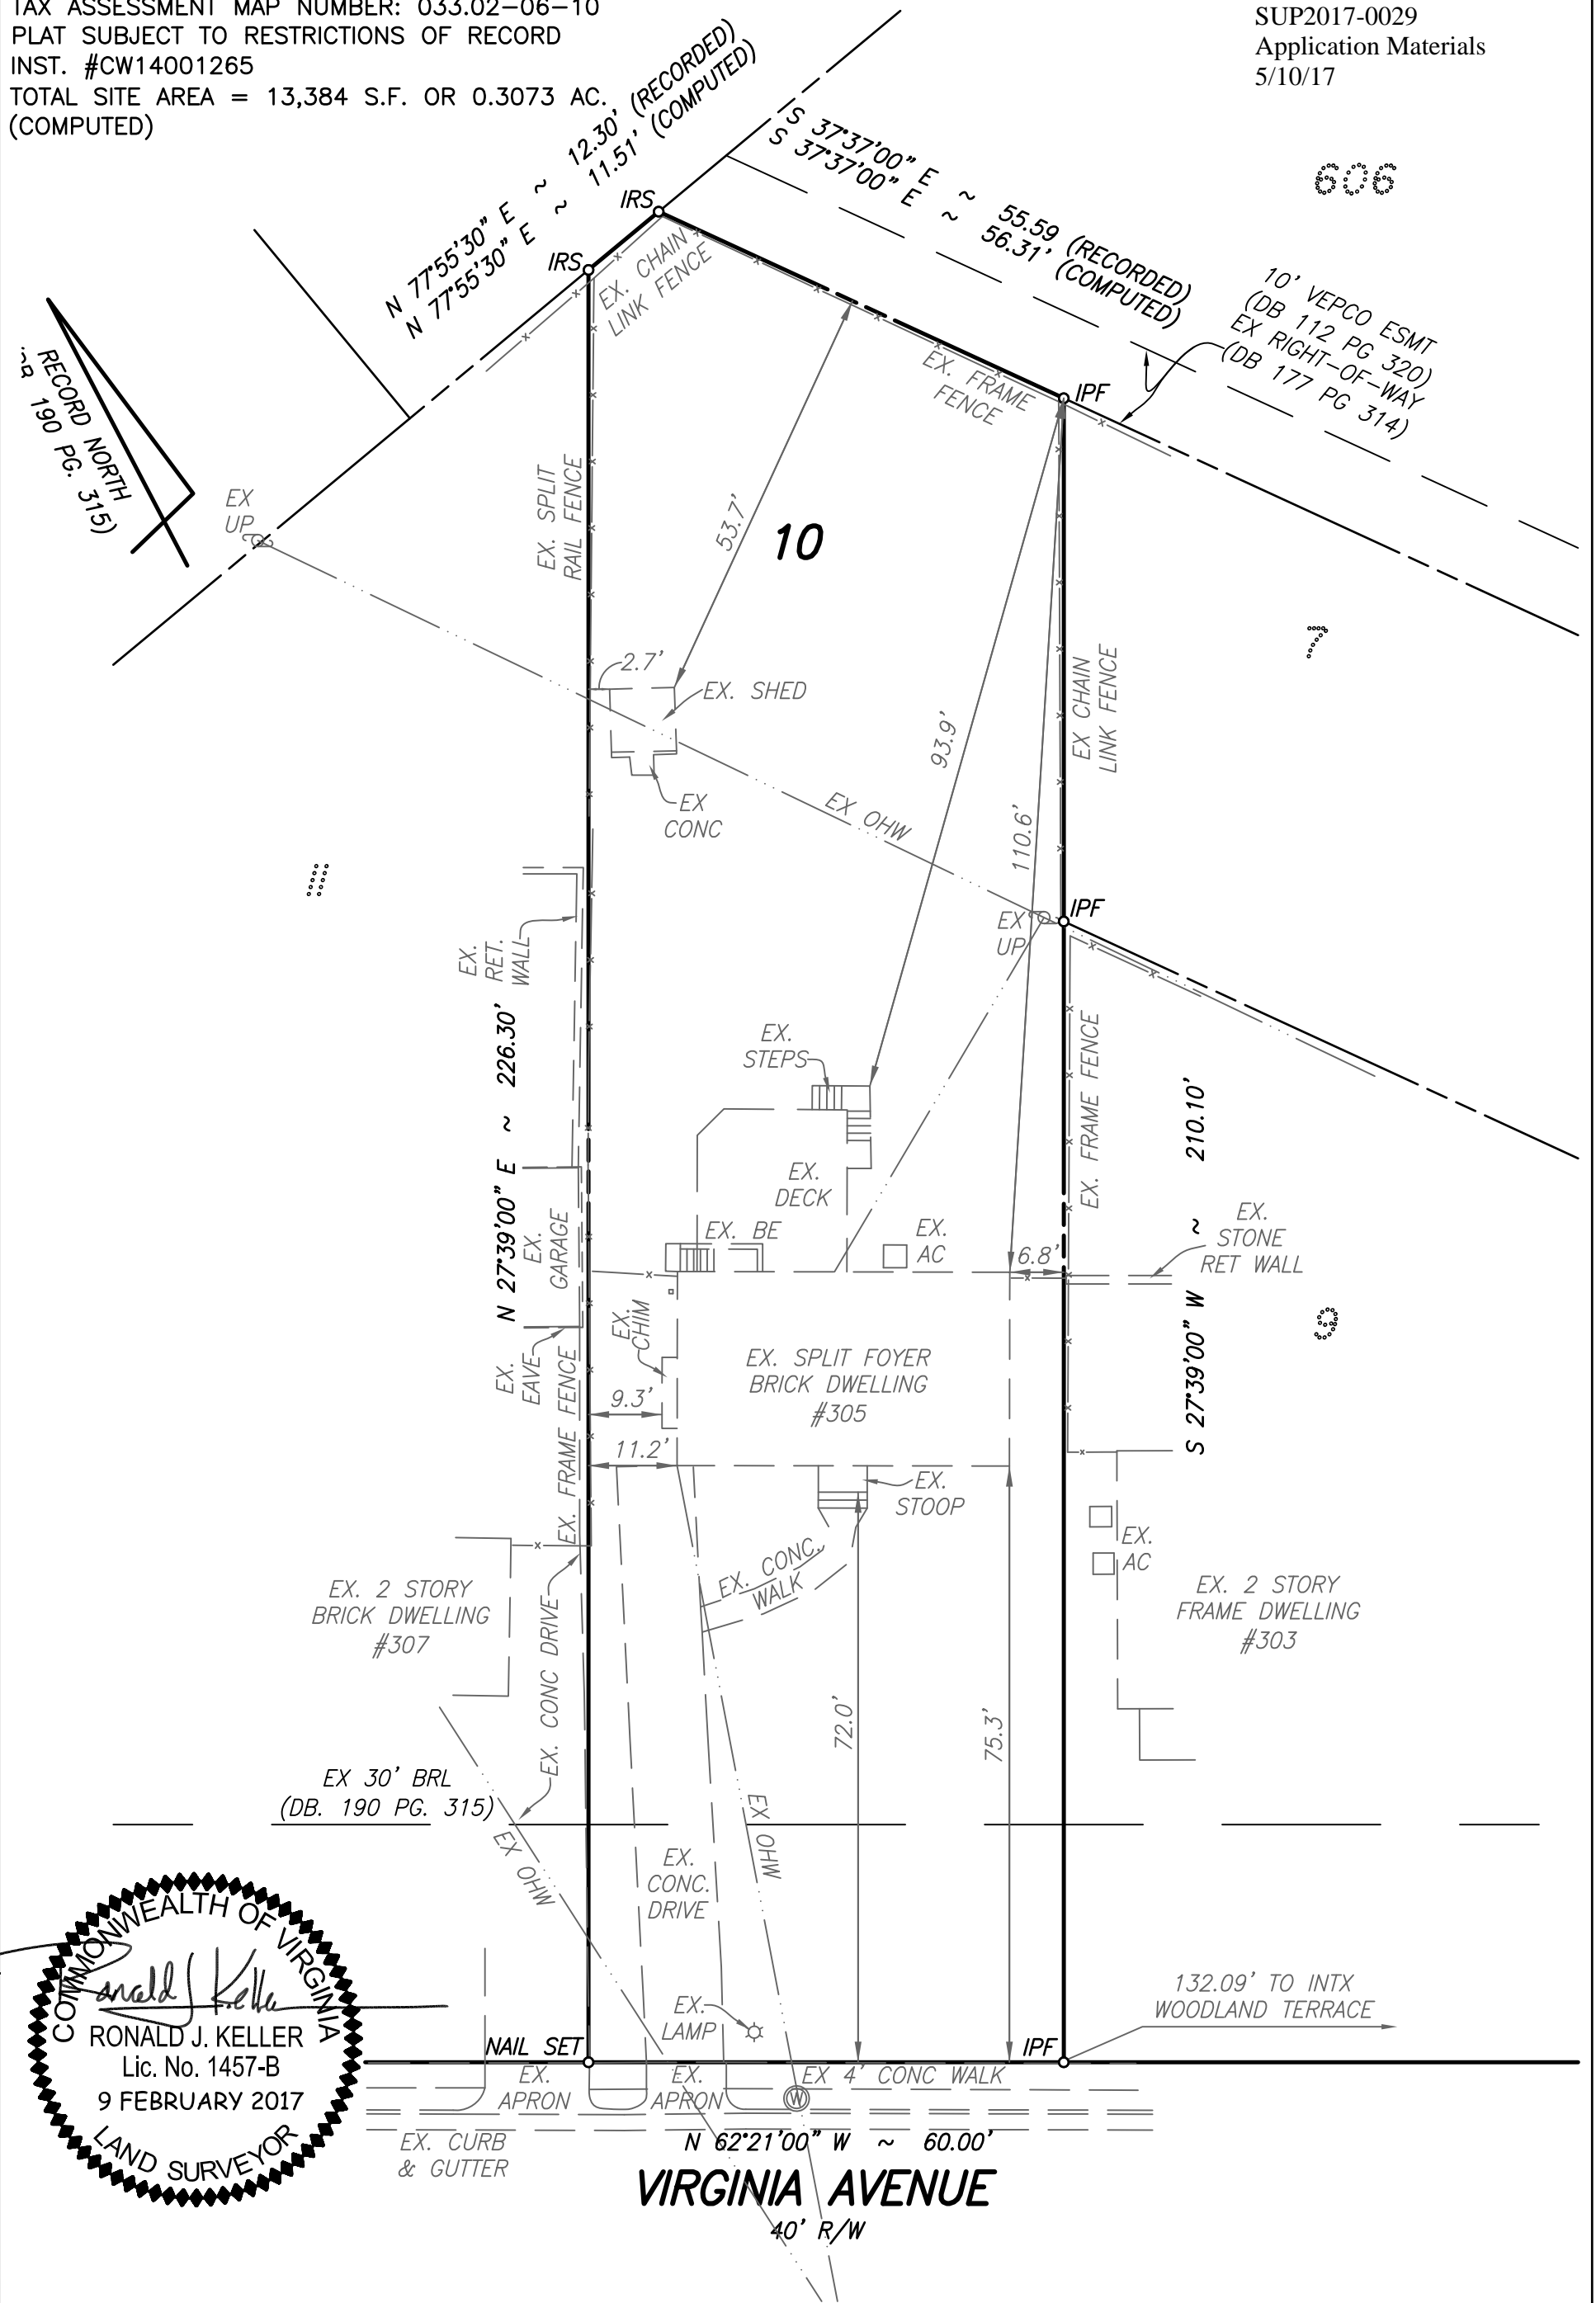 TAX ASSESSMENT MAP NUMBER: 033.02-06-10
PLAT SUBJECT TO RESTRICTIONS OF RECORD
INST. #CW14001265
TOTAL SITE AREA = 13,384 S.F. OR 0.3073 AC.
(COMPUTED)
SUP2017-0029
Application Materials
5/10/17
N 77°55'30" E ~ 12.30' (RECORDED)
N 77°55'30" E ~ 11.51' (COMPUTED)
S 37°37'00" E ~ 55.59 (RECORDED)
S 37°37'00" E ~ 56.31' (COMPUTED)
606
IRS
IRS
EX. CHAIN
LINK FENCE
10' VEPCO ESMT
(DB 112 PG 320)
EX RIGHT-OF-WAY
(DB 177 PG 314)
RECORD NORTH
190 PG. 315)
EX. FRAME
FENCE
IPF
EX
UP
EX. SPLIT
RAIL FENCE
53.7'
10
7
2.7'
EX. SHED
EX CHAIN
LINK FENCE
93.9'
EX
CONC
EX OHW
110.6'
11
EX.
RET.
WALL
EX
UP
IPF
N 27°39'00" E ~ 226.30'
EX.
STEPS
EX. FRAME FENCE
S 27°39'00" W ~ 210.10'
EX.
DECK
EX. BE
EX.
AC
6.8'
EX.
STONE
RET WALL
EX.
GARAGE
EX.
CHIM
9
EX.
EAVE
EX. SPLIT FOYER
BRICK DWELLING
#305
9.3'
11.2'
EX. FRAME FENCE
EX.
STOOP
EX. CONC.
WALK
EX.
AC
EX. 2 STORY
BRICK DWELLING
#307
EX. 2 STORY
FRAME DWELLING
#303
EX. CONC DRIVE
72.0'
75.3'
EX 30' BRL
(DB. 190 PG. 315)
EX OHW
EX OHW
EX.
CONC.
DRIVE
COMMONWEALTH OF VIRGINIA
Ronald J Keller
RONALD J. KELLER
Lic. No. 1457-B
9 FEBRUARY 2017
LAND SURVEYOR
132.09' TO INTX
WOODLAND TERRACE
EX.
LAMP
NAIL SET
IPF
EX.
APRON
EX.
APRON
EX 4' CONC WALK
W
EX. CURB
& GUTTER
N 62°21'00" W ~ 60.00'
VIRGINIA AVENUE
40' R/W